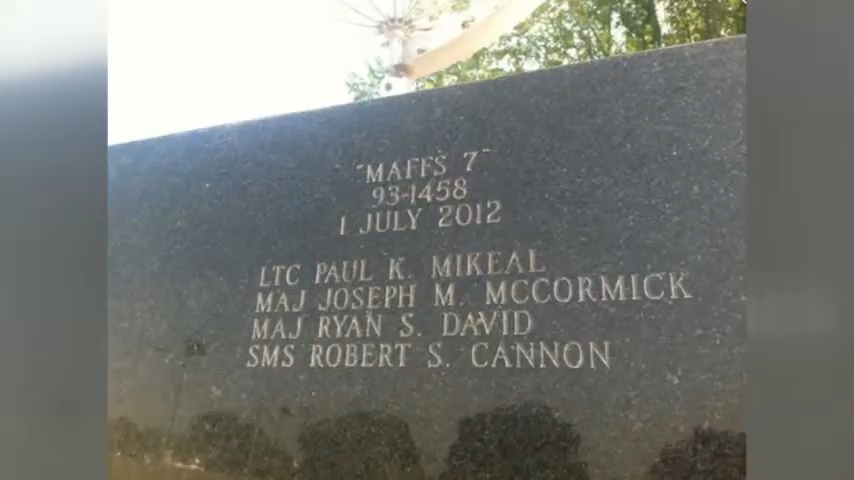 "MAFFS 7"
93-1458
1 JULY 2012
LTC PAUL K. MIKEAL
MAJ JOSEPH M. MCCORMICK
MAJ RYAN S. DAVID
SMS ROBERT S. CANNON